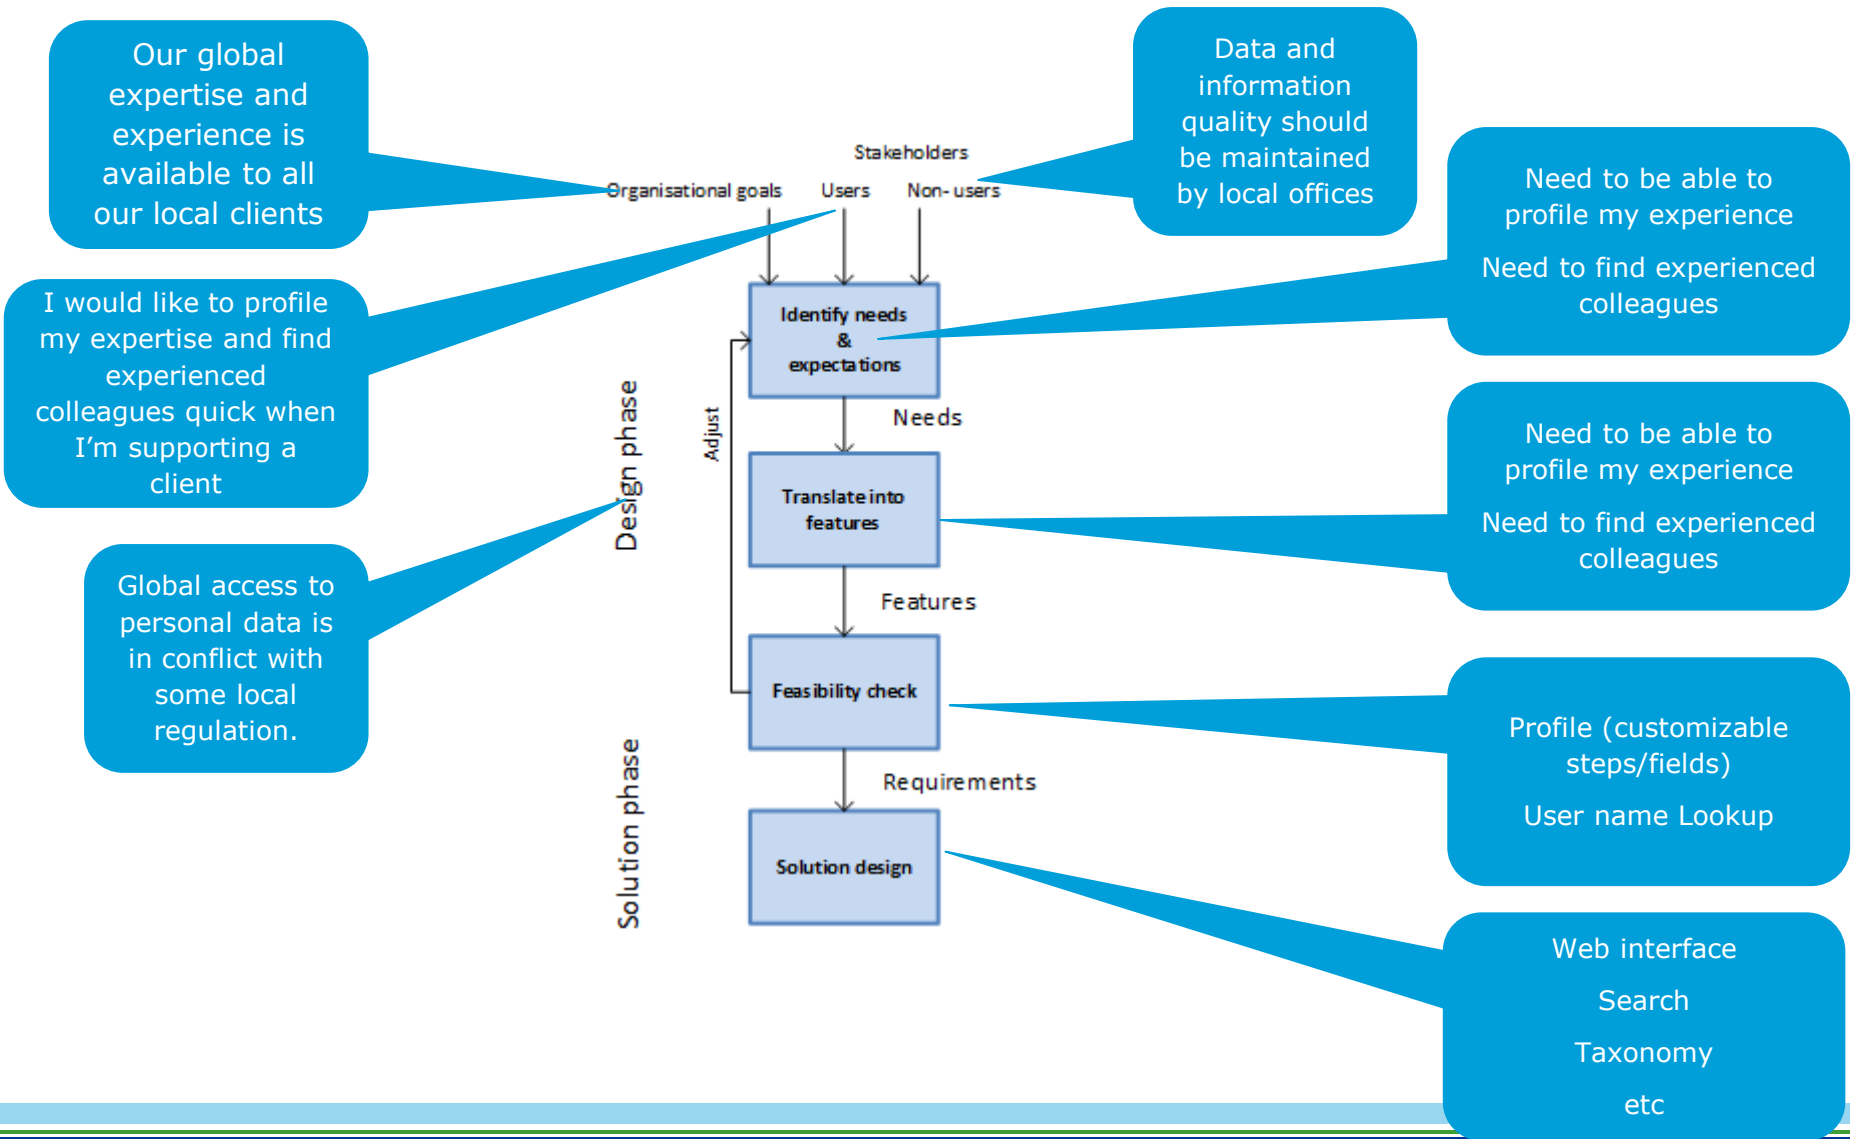 Our global
expertise and
experience is
available to all
our local clients
Data and
information
quality should
be maintained
by local offices
Stakeholders
Organisational goals
Users
Non- users
Need to be able to
profile my experience
Need to find experienced
colleagues
I would like to profile
my expertise and find
experienced
colleagues quick when
I'm supporting a
client
Identify needs
&
expectations
Needs
Design phase
Adjust
Translate into
features
Need to be able to
profile my experience
Need to find experienced
colleagues
Global access to
personal data is
in conflict with
some local
regulation.
Features
Feasibility check
Profile (customizable
steps/fields)
User name Lookup
Requirements
Solution phase
Solution design
Web interface
Search
Taxonomy
etc